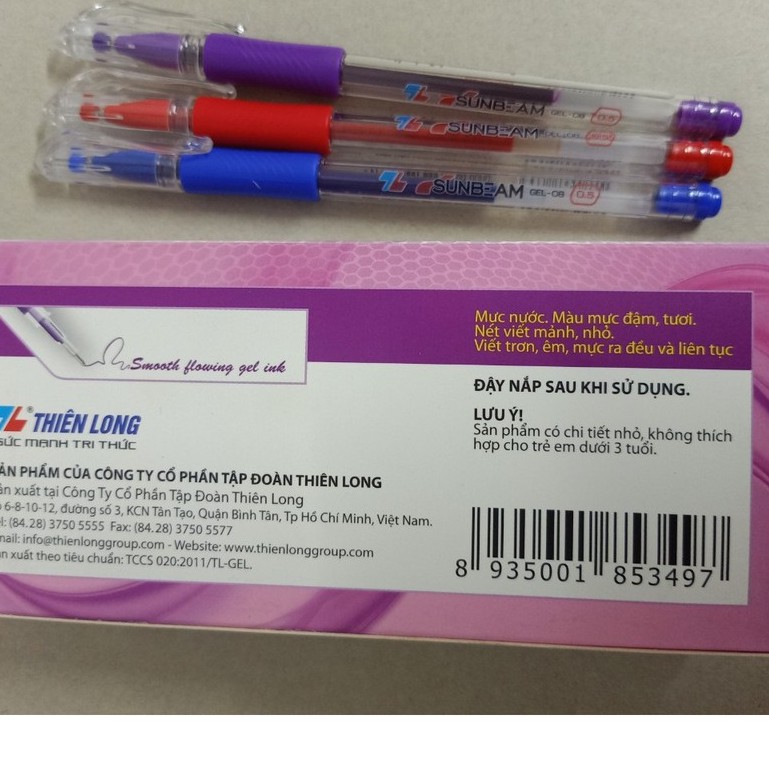 TL SUNBEAM GEL-08 0.5
TL SUNBEAM
TL SUNBEAM GEL-08 0.5
Smooth flowing gel ink
Mực nước. Màu mực đậm, tươi.
Nét viết mảnh, nhỏ.
Viết trơn, êm, mực ra đều và liên tục
ĐẬY NẮP SAU KHI SỬ DỤNG.
LƯU Ý!
Sản phẩm có chi tiết nhỏ, không thích
hợp cho trẻ em dưới 3 tuổi.
TL® THIÊN LONG
SỨC MẠNH TRI THỨC
ẢN PHẨM CỦA CÔNG TY CỔ PHẦN TẬP ĐOÀN THIÊN LONG
ản xuất tại Công Ty Cổ Phần Tập Đoàn Thiên Long
6-8-10-12, đường số 3, KCN Tân Tạo, Quận Bình Tân, Tp Hồ Chí Minh, Việt Nam.
el: (84.28) 3750 5555 Fax: (84.28) 3750 5577
mail: info@thienlonggroup.com - Website: www.thienlonggroup.com
ản xuất theo tiêu chuẩn: TCCS 020:2011/TL-GEL.
8 935001 853497